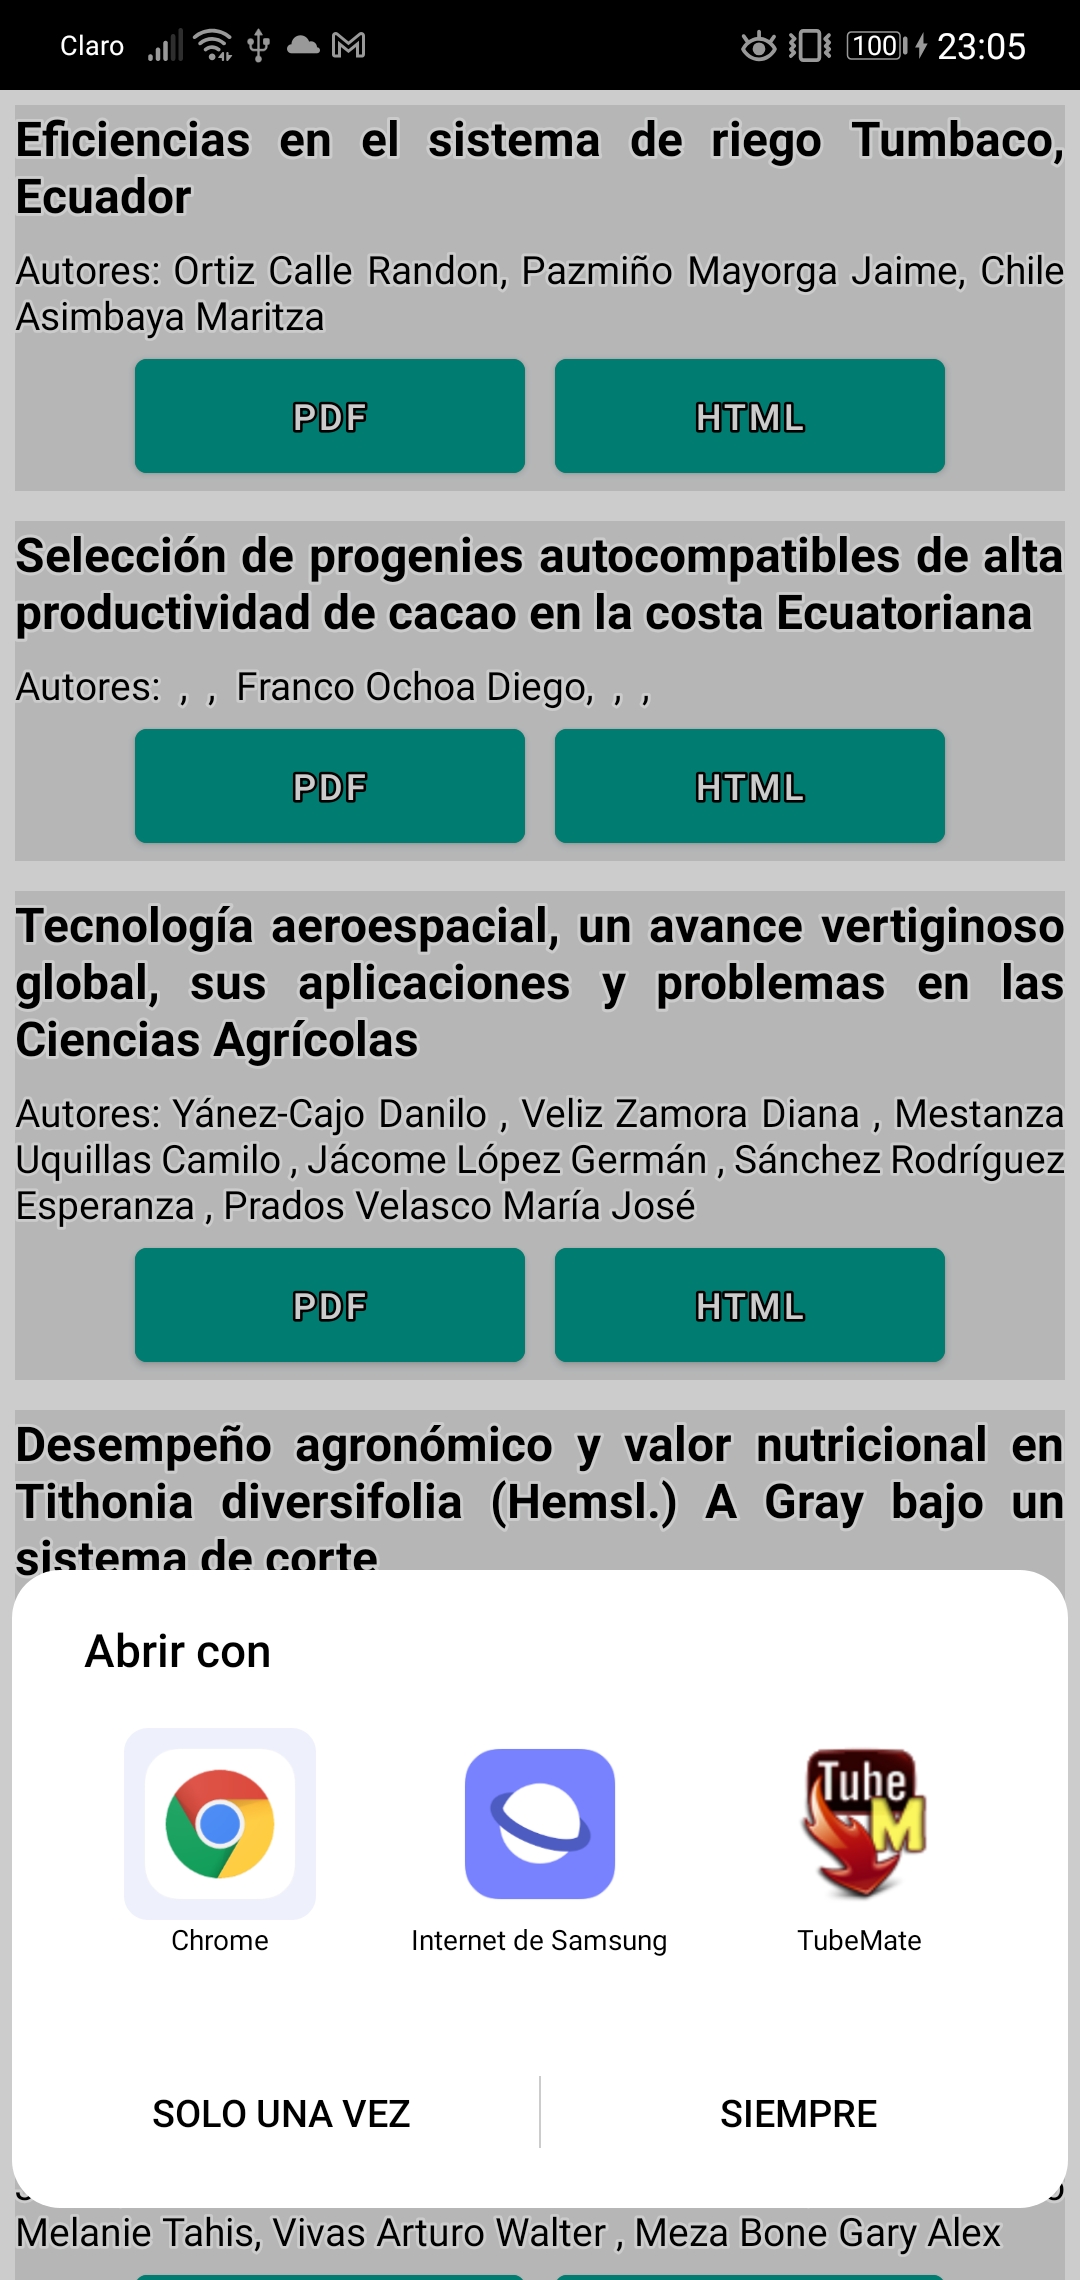 Claro 100 23:05
Eficiencias en el sistema de riego Tumbaco,
Ecuador
Autores: Ortiz Calle Randon, Pazmiño Mayorga Jaime, Chile
Asimbaya Maritza
PDF HTML
Selección de progenies autocompatibles de alta
productividad de cacao en la costa Ecuatoriana
Autores: , , Franco Ochoa Diego, , ,
PDF HTML
Tecnología aeroespacial, un avance vertiginoso
global, sus aplicaciones y problemas en las
Ciencias Agrícolas
Autores: Yánez-Cajo Danilo , Veliz Zamora Diana , Mestanza
Uquillas Camilo , Jácome López Germán , Sánchez Rodríguez
Esperanza , Prados Velasco María José
PDF HTML
Desempeño agronómico y valor nutricional en
Tithonia diversifolia (Hemsl.) A Gray bajo un
sistema de corte
Abrir con
Tube
M
Chrome Internet de Samsung TubeMate
SOLO UNA VEZ SIEMPRE
Melanie Tahis, Vivas Arturo Walter , Meza Bone Gary Alex